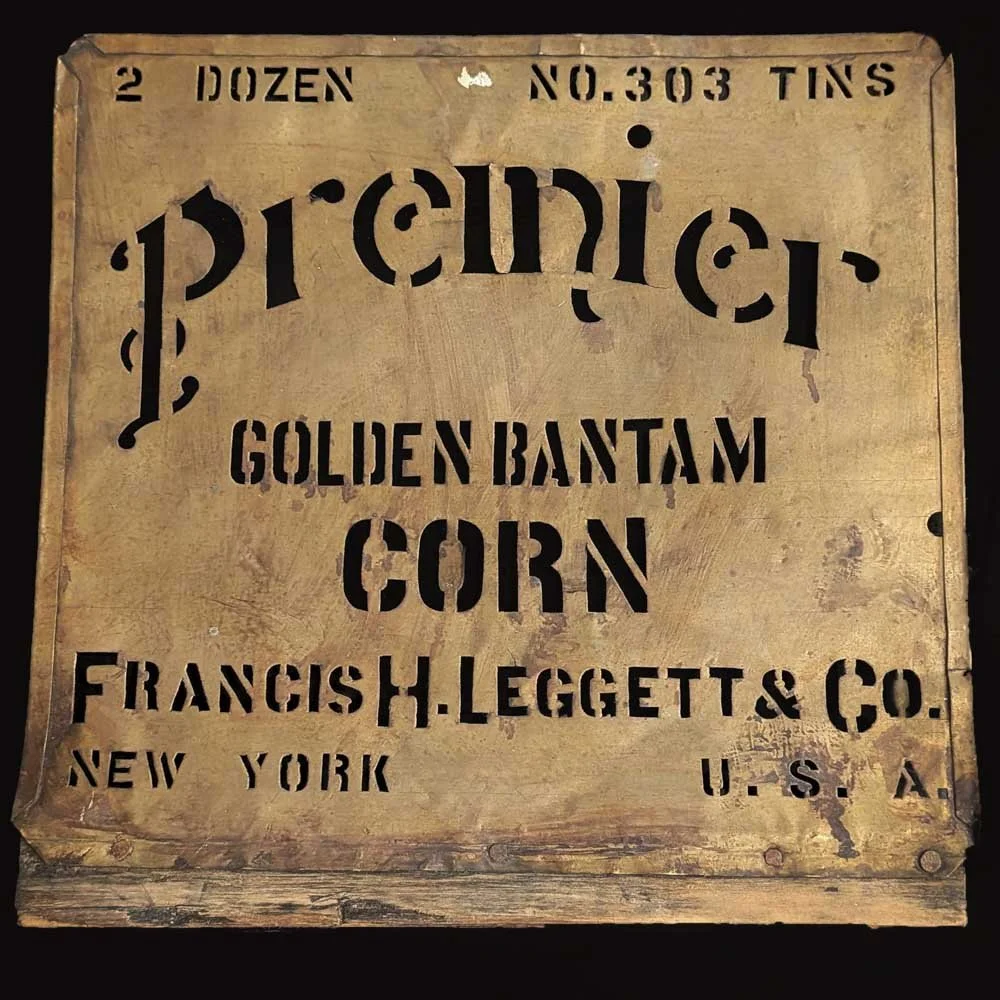 2 DOZEN NO.303 TINS
Premier
GOLDEN BANTAM
CORN
FRANCIS H. LEGGETT & CO.
NEW YORK U. S. A.